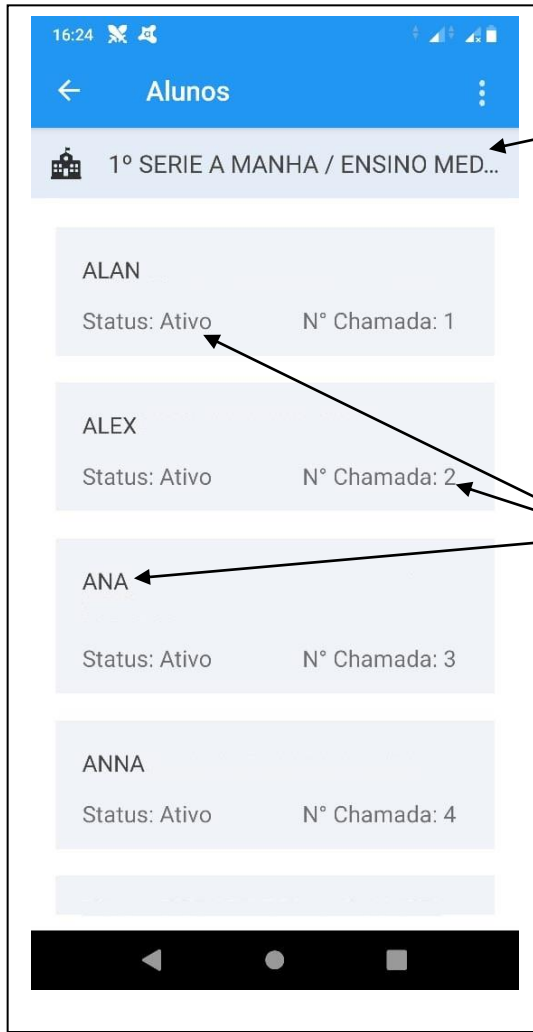 16:24
Alunos
1º SERIE A MANHA / ENSINO MED...
ALAN
Status: Ativo N° Chamada: 1
ALEX
Status: Ativo N° Chamada: 2
ANA
Status: Ativo N° Chamada: 3
ANNA
Status: Ativo N° Chamada: 4